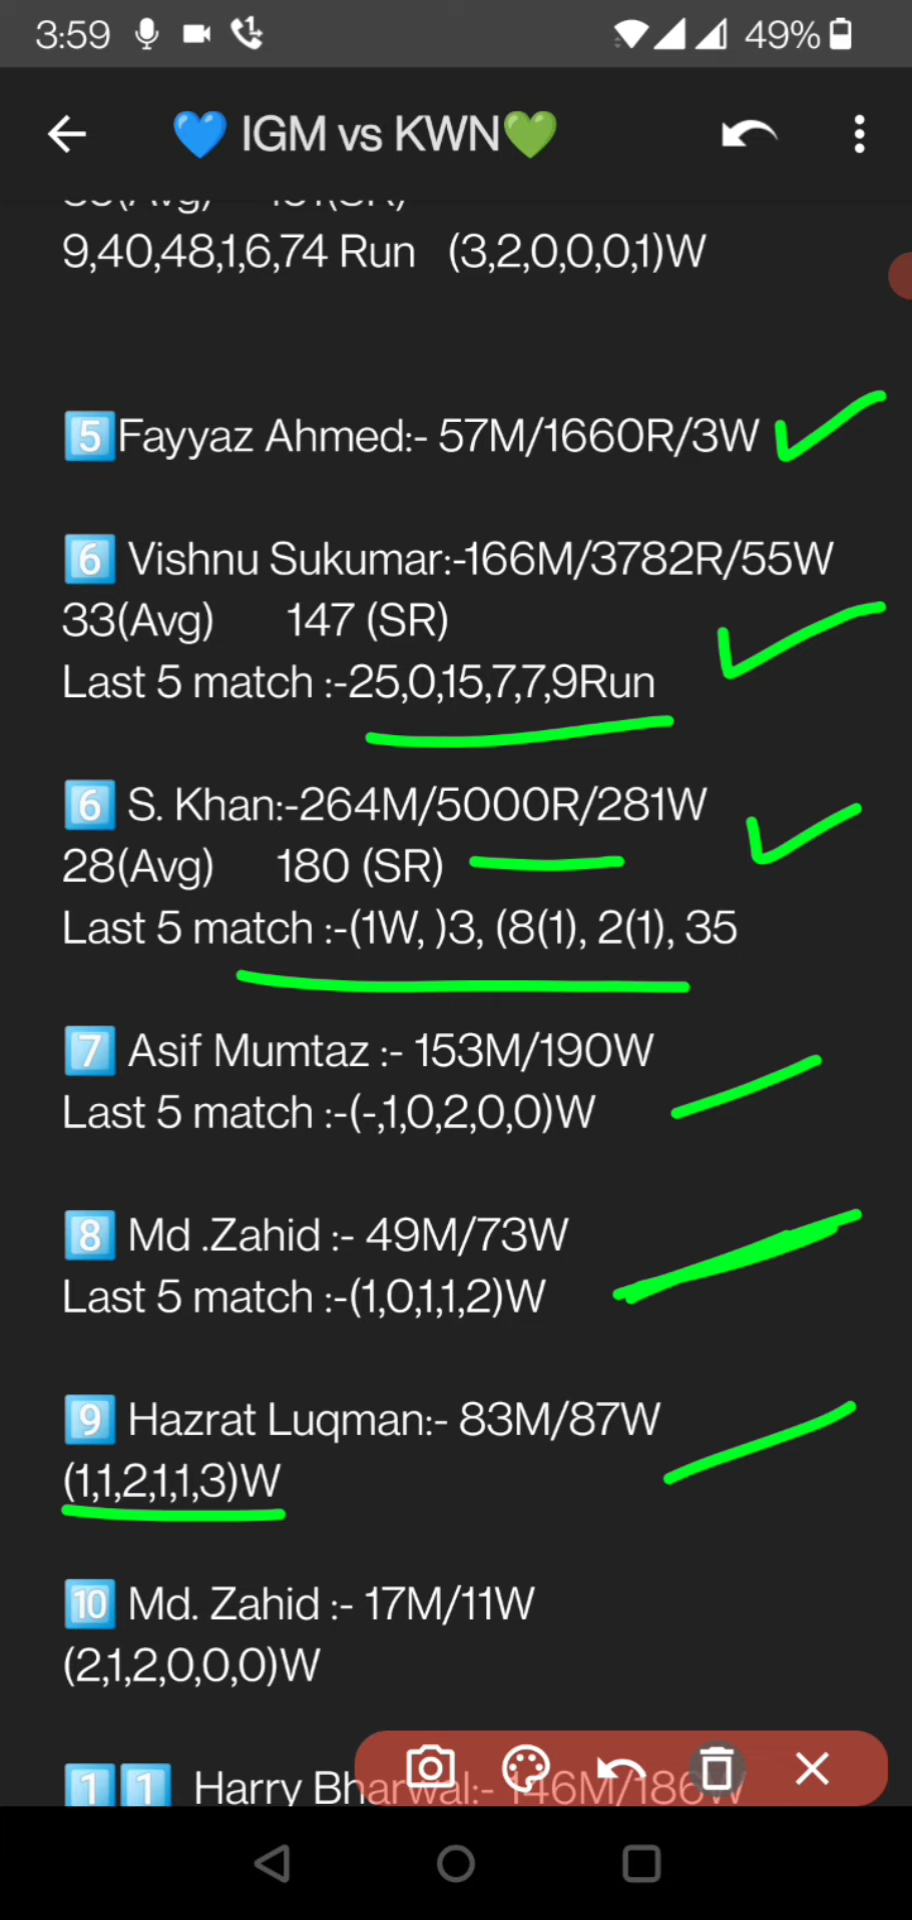 3:59 49%
💙 IGM vs KWN💚
9,40,48,1,6,74 Run (3,2,0,0,0,1)W
5 Fayyaz Ahmed:- 57M/1660R/3W
6 Vishnu Sukumar:-166M/3782R/55W
33(Avg) 147 (SR)
Last 5 match :-25,0,15,7,7,9Run
6 S. Khan:-264M/5000R/281W
28(Avg) 180 (SR)
Last 5 match :-(1W, )3, (8(1), 2(1), 35
7 Asif Mumtaz :- 153M/190W
Last 5 match :-(-,1,0,2,0,0)W
8 Md .Zahid :- 49M/73W
Last 5 match :-(1,0,1,1,2)W
9 Hazrat Luqman:- 83M/87W
(1,1,2,1,1,3)W
10 Md. Zahid :- 17M/11W
(2,1,2,0,0,0)W
1 1 Harry Bharwal:- 146M/186W